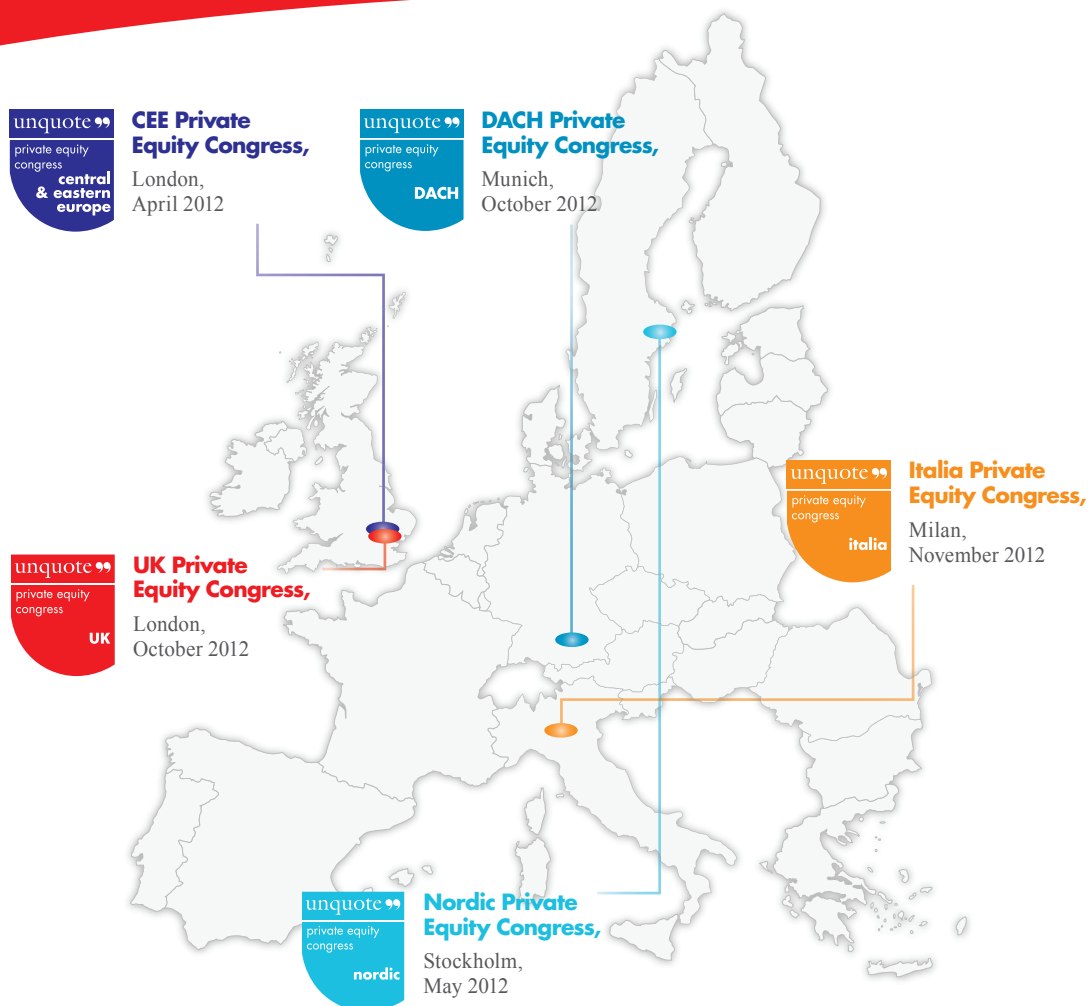 unquote ”
private equity
congress
central
& eastern
europe
CEE Private
Equity Congress,
London,
April 2012
unquote ”
private equity
congress
DACH
DACH Private
Equity Congress,
Munich,
October 2012
unquote ”
private equity
congress
italia
Italia Private
Equity Congress,
Milan,
November 2012
unquote ”
private equity
congress
UK
UK Private
Equity Congress,
London,
October 2012
unquote ”
private equity
congress
nordic
Nordic Private
Equity Congress,
Stockholm,
May 2012